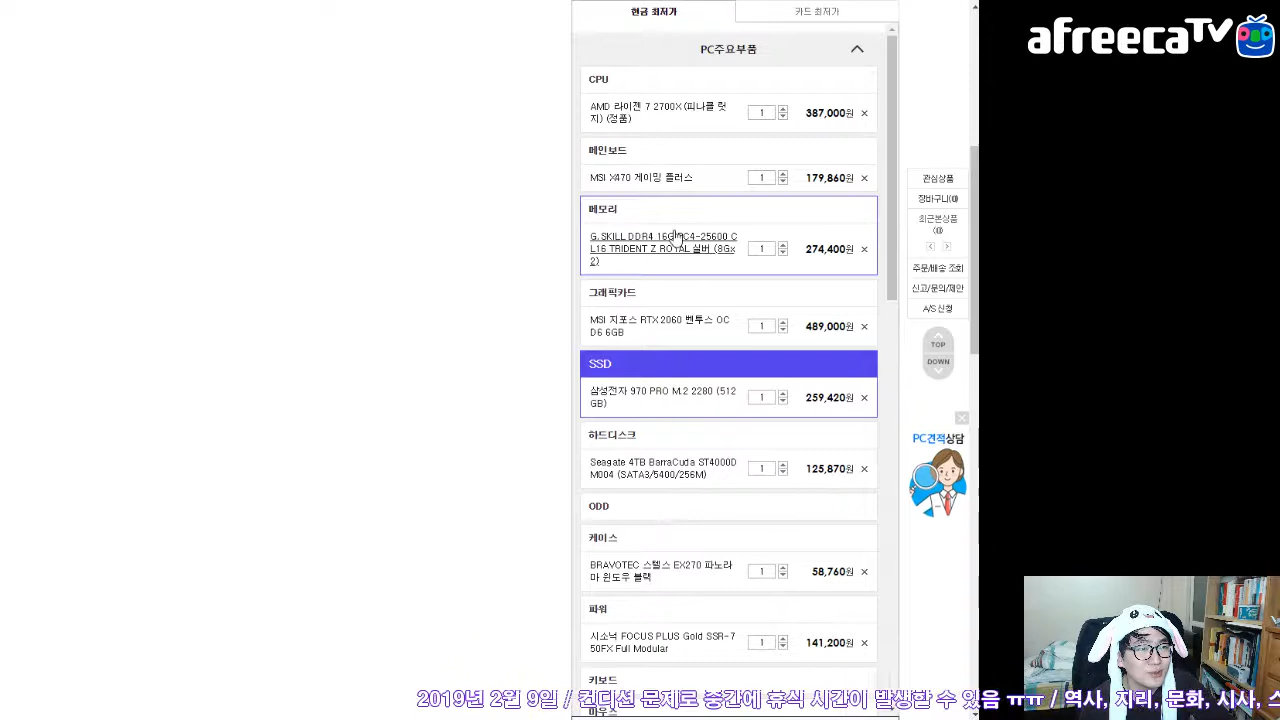 현금 최저가
카드 최저가
afreecaTV
PC주요부품
CPU
AMD 라이젠 7 2700X (피나클 릿
지) (정품)
1
387,000원
메인보드
MSI X470 게이밍 플러스
1
179,860원
메모리
G.SKILL DDR4 16G PC4-25600 C
L16 TRIDENT Z ROYAL 실버 (8Gx
2)
1
274,400원
그래픽카드
MSI 지포스 RTX 2060 벤투스 OC
D6 6GB
1
489,000원
SSD
삼성전자 970 PRO M.2 2280 (512
GB)
1
259,420원
하드디스크
Seagate 4TB BarraCuda ST4000D
M004 (SATA3/5400/256M)
1
125,870원
ODD
케이스
BRAVOTEC 스텔스 EX270 파노라
마 윈도우 블랙
1
58,760원
파워
시소닉 FOCUS PLUS Gold SSR-7
50FX Full Modular
1
141,200원
키보드
마우스
관심상품
장바구니(0)
최근본상품
(0)
주문/배송 조회
신고/문의/제안
A/S 신청
TOP
DOWN
PC견적상담
2019년 2월 9일 / 컨디션 문제로 중간에 휴식 시간이 발생할 수 있음 ㅠㅠ / 역사, 지리, 문화, 시사, 스